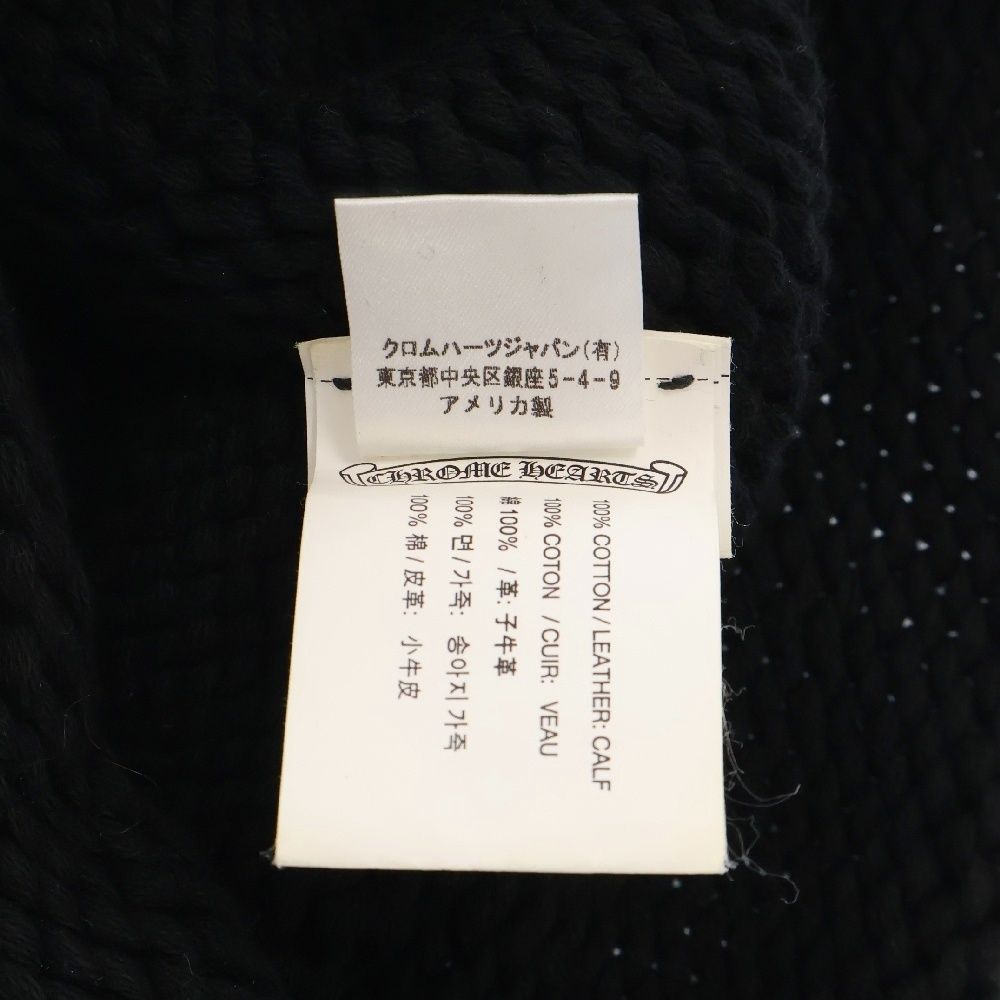 クロムハーツジャパン(有)
東京都中央区銀座5-4-9
アメリカ製
CHROME HEARTS
100% COTTON / LEATHER: CALF
100% COTON / CUIR: VEAU
綿100% / 革: 子牛革
100% 면 / 가죽: 송아지 가죽
100% 棉 / 皮革: 小牛皮